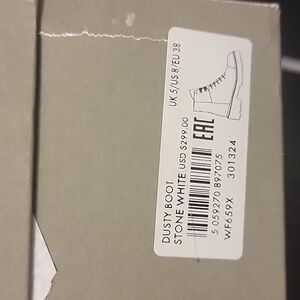 DUSTY BOOT
STONE WHITE USD $299.00
UK 5/US 8/EU 38
EAC
5 059270 897075
WF659X 301324